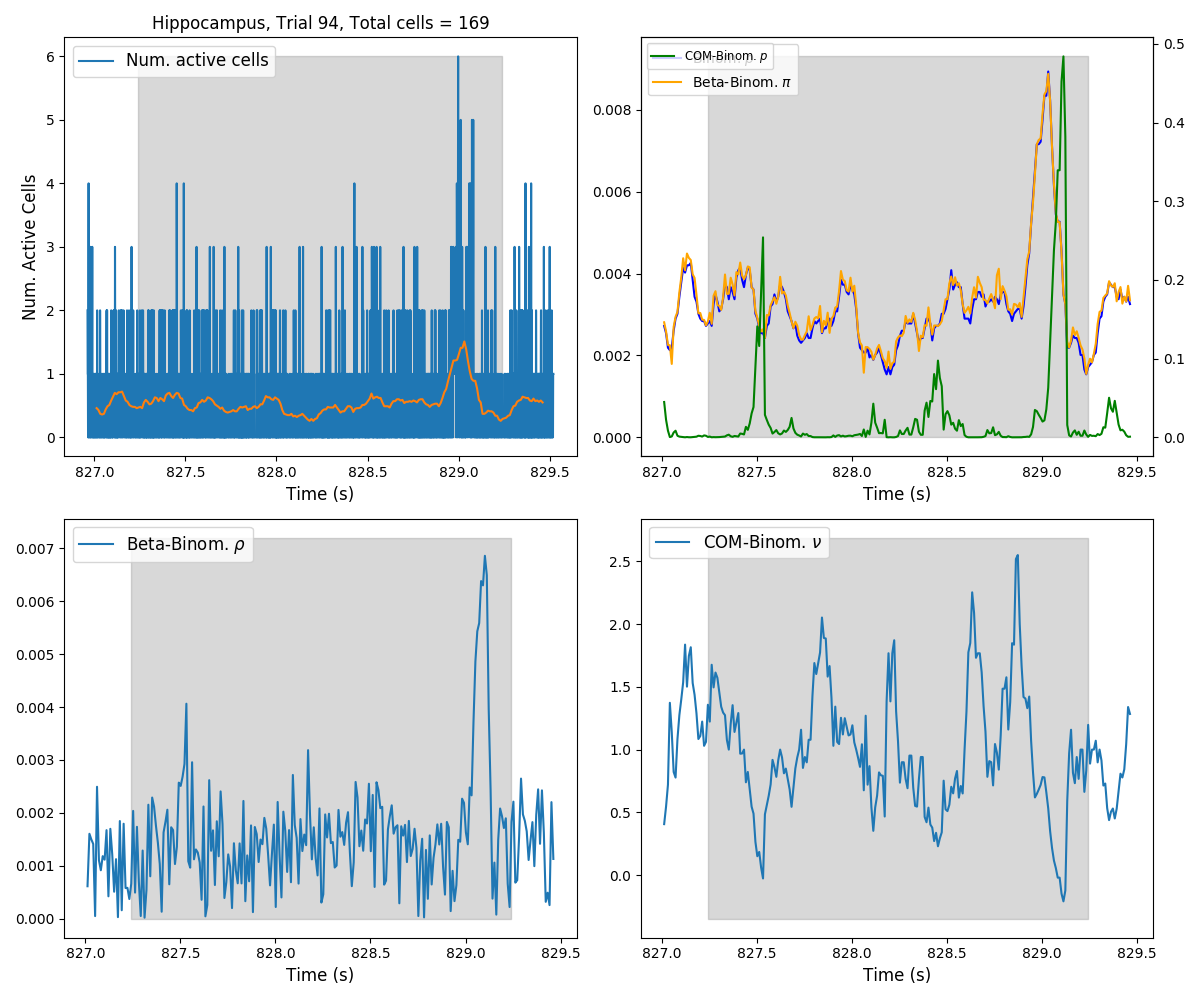 Hippocampus, Trial 94, Total cells = 169
Num. active cells
Num. Active Cells
6
5
4
3
2
1
0
827.0 827.5 828.0 828.5 829.0 829.5
Time (s)
COM-Binom. p
Beta-Binom. π
0.008
0.006
0.004
0.002
0.000
0.5
0.4
0.3
0.2
0.1
0.0
827.0 827.5 828.0 828.5 829.0 829.5
Time (s)
Beta-Binom. ρ
0.007
0.006
0.005
0.004
0.003
0.002
0.001
0.000
827.0 827.5 828.0 828.5 829.0 829.5
Time (s)
COM-Binom. ν
2.5
2.0
1.5
1.0
0.5
0.0
827.0 827.5 828.0 828.5 829.0 829.5
Time (s)